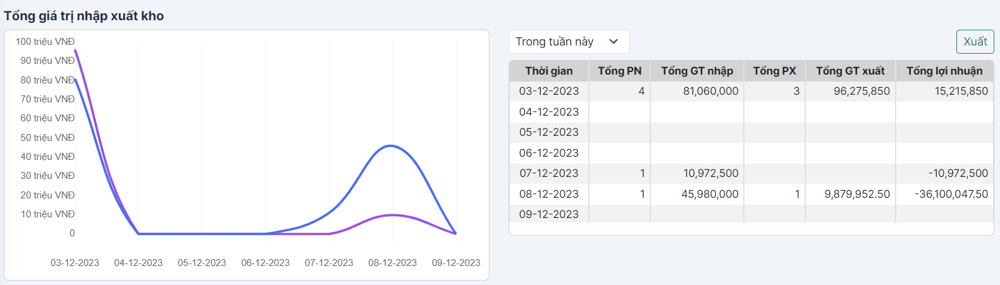 Tổng giá trị nhập xuất kho
100 triệu VNĐ
90 triệu VNĐ
80 triệu VNĐ
70 triệu VNĐ
60 triệu VNĐ
50 triệu VNĐ
40 triệu VNĐ
30 triệu VNĐ
20 triệu VNĐ
10 triệu VNĐ
0
03-12-2023 04-12-2023 05-12-2023 06-12-2023 07-12-2023 08-12-2023 09-12-2023
Trong tuần này Xuất
Thời gian Tổng PN Tổng GT nhập Tổng PX Tổng GT xuất Tổng lợi nhuận
03-12-2023 4 81,060,000 3 96,275,850 15,215,850
04-12-2023
05-12-2023
06-12-2023
07-12-2023 1 10,972,500 -10,972,500
08-12-2023 1 45,980,000 1 9,879,952.50 -36,100,047.50
09-12-2023